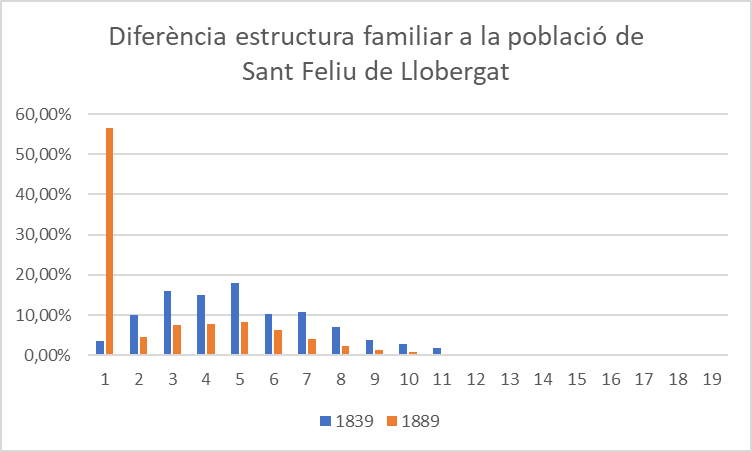 Diferència estructura familiar a la població de
Sant Feliu de Llobergat
60,00%
50,00%
40,00%
30,00%
20,00%
10,00%
0,00%
1 2 3 4 5 6 7 8 9 10 11 12 13 14 15 16 17 18 19
1839 1889